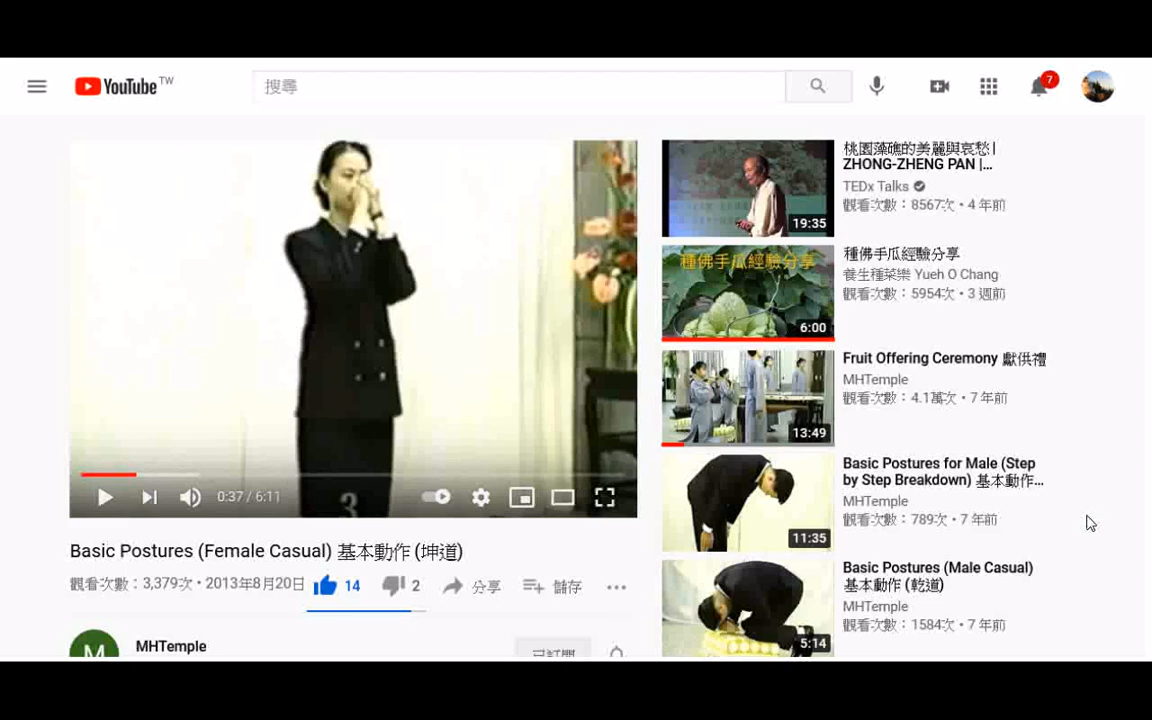 YouTube TW
搜尋
7
3
0:37 / 6:11
Basic Postures (Female Casual) 基本動作 (坤道)
觀看次數：3,379次・2013年8月20日
14
2
分享
儲存
M
MHTemple
已訂閱
19:35
桃園藻礁的美麗與哀愁 |
ZHONG-ZHENG PAN |...
TEDx Talks
觀看次數：8567次・4 年前
種佛手瓜經驗分享
6:00
種佛手瓜經驗分享
養生種菜樂 Yueh O Chang
觀看次數：5954次・3 週前
13:49
Fruit Offering Ceremony 獻供禮
MHTemple
觀看次數：4.1萬次・7 年前
11:35
Basic Postures for Male (Step
by Step Breakdown) 基本動作...
MHTemple
觀看次數：789次・7 年前
5:14
Basic Postures (Male Casual)
基本動作 (乾道)
MHTemple
觀看次數：1584次・7 年前